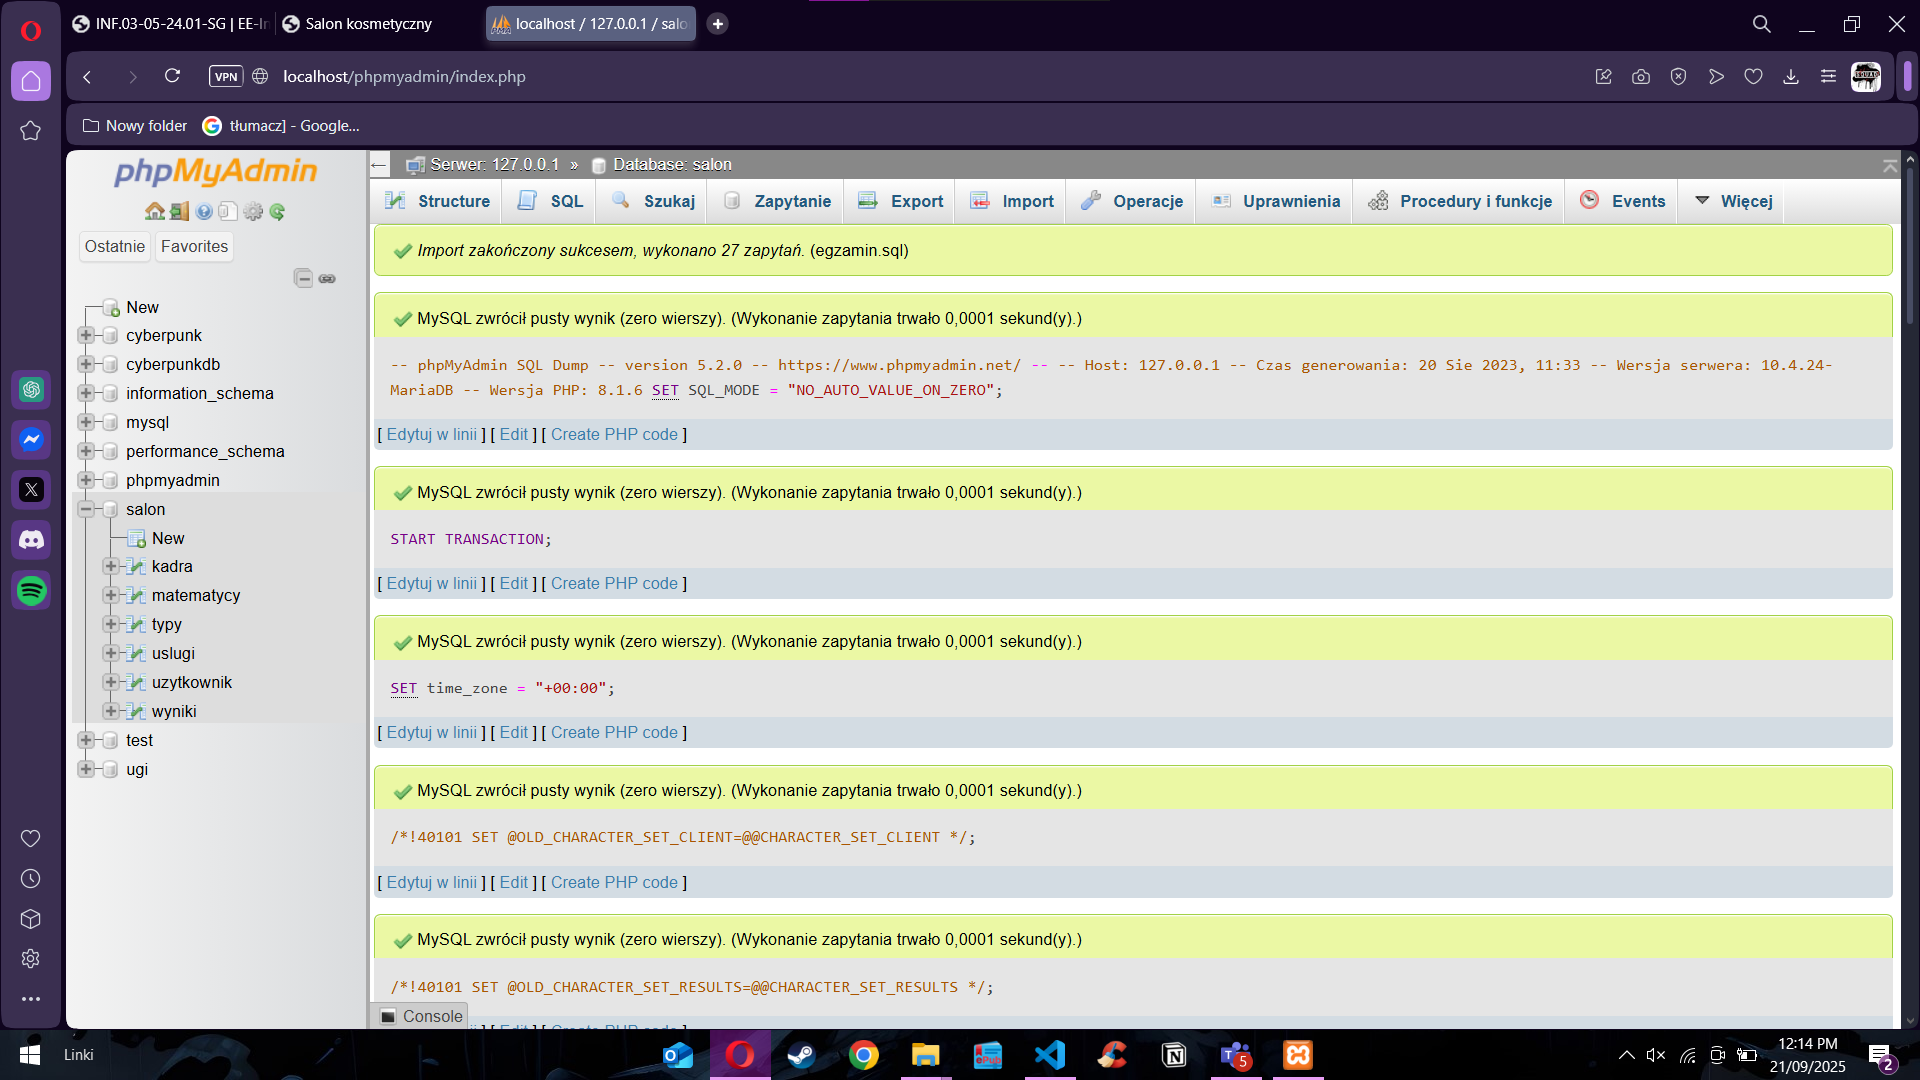 INF.03-05-24.01-SG | EE-In
Salon kosmetyczny
localhost / 127.0.0.1 / salo
VPN
localhost/phpmyadmin/index.php
Nowy folder
tłumacz] - Google...
phpMyAdmin
Ostatnie
Favorites
New
cyberpunk
cyberpunkdb
information_schema
mysql
performance_schema
phpmyadmin
salon
New
kadra
matematycy
typy
uslugi
uzytkownik
wyniki
test
ugi
Serwer: 127.0.0.1 » Database: salon
Structure
SQL
Szukaj
Zapytanie
Export
Import
Operacje
Uprawnienia
Procedury i funkcje
Events
Więcej
Import zakończony sukcesem, wykonano 27 zapytań. (egzamin.sql)
MySQL zwrócił pusty wynik (zero wierszy). (Wykonanie zapytania trwało 0,0001 sekund(y).)
-- phpMyAdmin SQL Dump -- version 5.2.0 -- https://www.phpmyadmin.net/ -- -- Host: 127.0.0.1 -- Czas generowania: 20 Sie 2023, 11:33 -- Wersja serwera: 10.4.24-
MariaDB -- Wersja PHP: 8.1.6 SET SQL_MODE = "NO_AUTO_VALUE_ON_ZERO";
[ Edytuj w linii ] [ Edit ] [ Create PHP code ]
MySQL zwrócił pusty wynik (zero wierszy). (Wykonanie zapytania trwało 0,0001 sekund(y).)
START TRANSACTION;
[ Edytuj w linii ] [ Edit ] [ Create PHP code ]
MySQL zwrócił pusty wynik (zero wierszy). (Wykonanie zapytania trwało 0,0001 sekund(y).)
SET time_zone = "+00:00";
[ Edytuj w linii ] [ Edit ] [ Create PHP code ]
MySQL zwrócił pusty wynik (zero wierszy). (Wykonanie zapytania trwało 0,0001 sekund(y).)
/*!40101 SET @OLD_CHARACTER_SET_CLIENT=@@CHARACTER_SET_CLIENT */;
[ Edytuj w linii ] [ Edit ] [ Create PHP code ]
MySQL zwrócił pusty wynik (zero wierszy). (Wykonanie zapytania trwało 0,0001 sekund(y).)
/*!40101 SET @OLD_CHARACTER_SET_RESULTS=@@CHARACTER_SET_RESULTS */;
Console
Linki
5
12:14 PM
21/09/2025
2